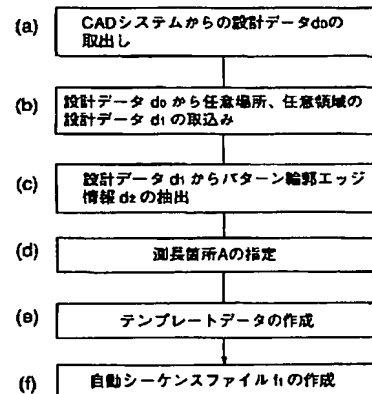 (a) CADシステムからの設計データd₀の
取出し
(b) 設計データ d₀ から任意場所、任意領域の
設計データ d₁ の取込み
(c) 設計データ d₁ からパターン輪郭エッジ
情報 d₂ の抽出
(d) 測長箇所Aの指定
(e) テンプレートデータの作成
(f) 自動シーケンスファイル f₁ の作成